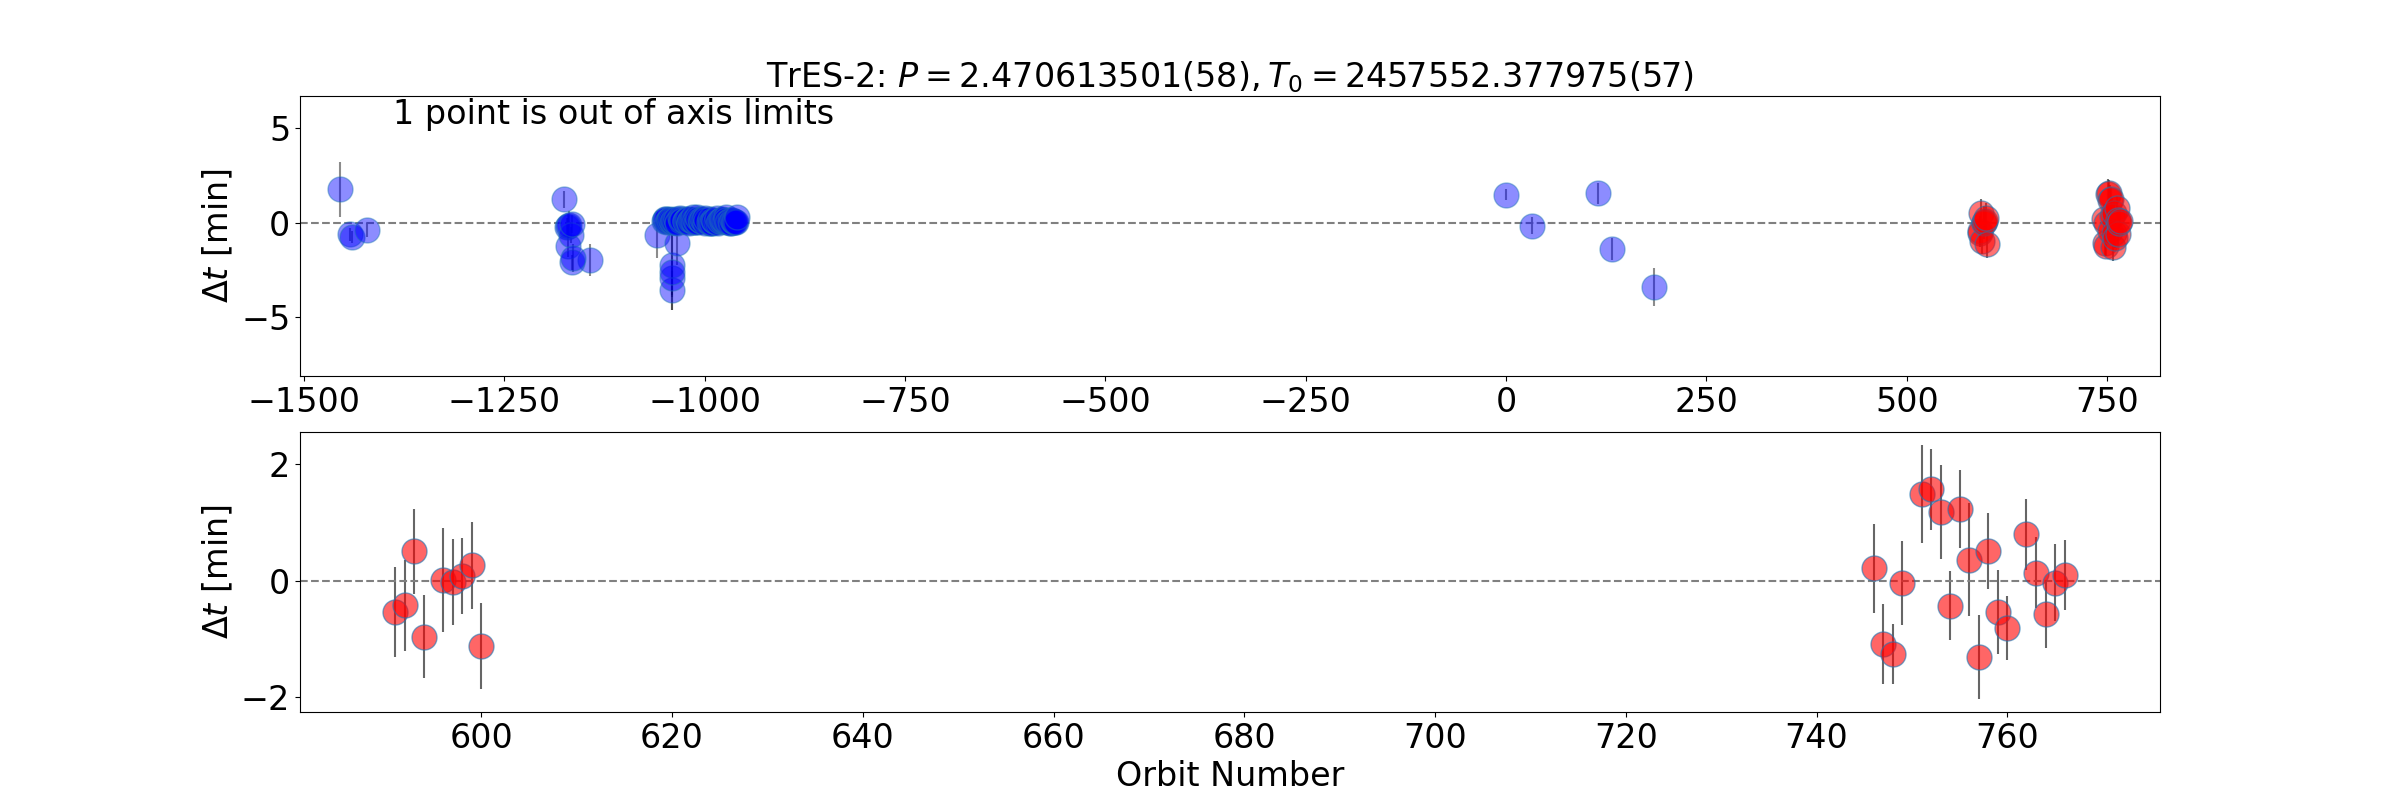 TrES-2: P = 2.470613501(58), T₀ = 2457552.377975(57)
1 point is out of axis limits
Δt [min]
5
0
−5
−1500 −1250 −1000 −750 −500 −250 0 250 500 750
Δt [min]
2
0
−2
600 620 640 660 680 700 720 740 760
Orbit Number